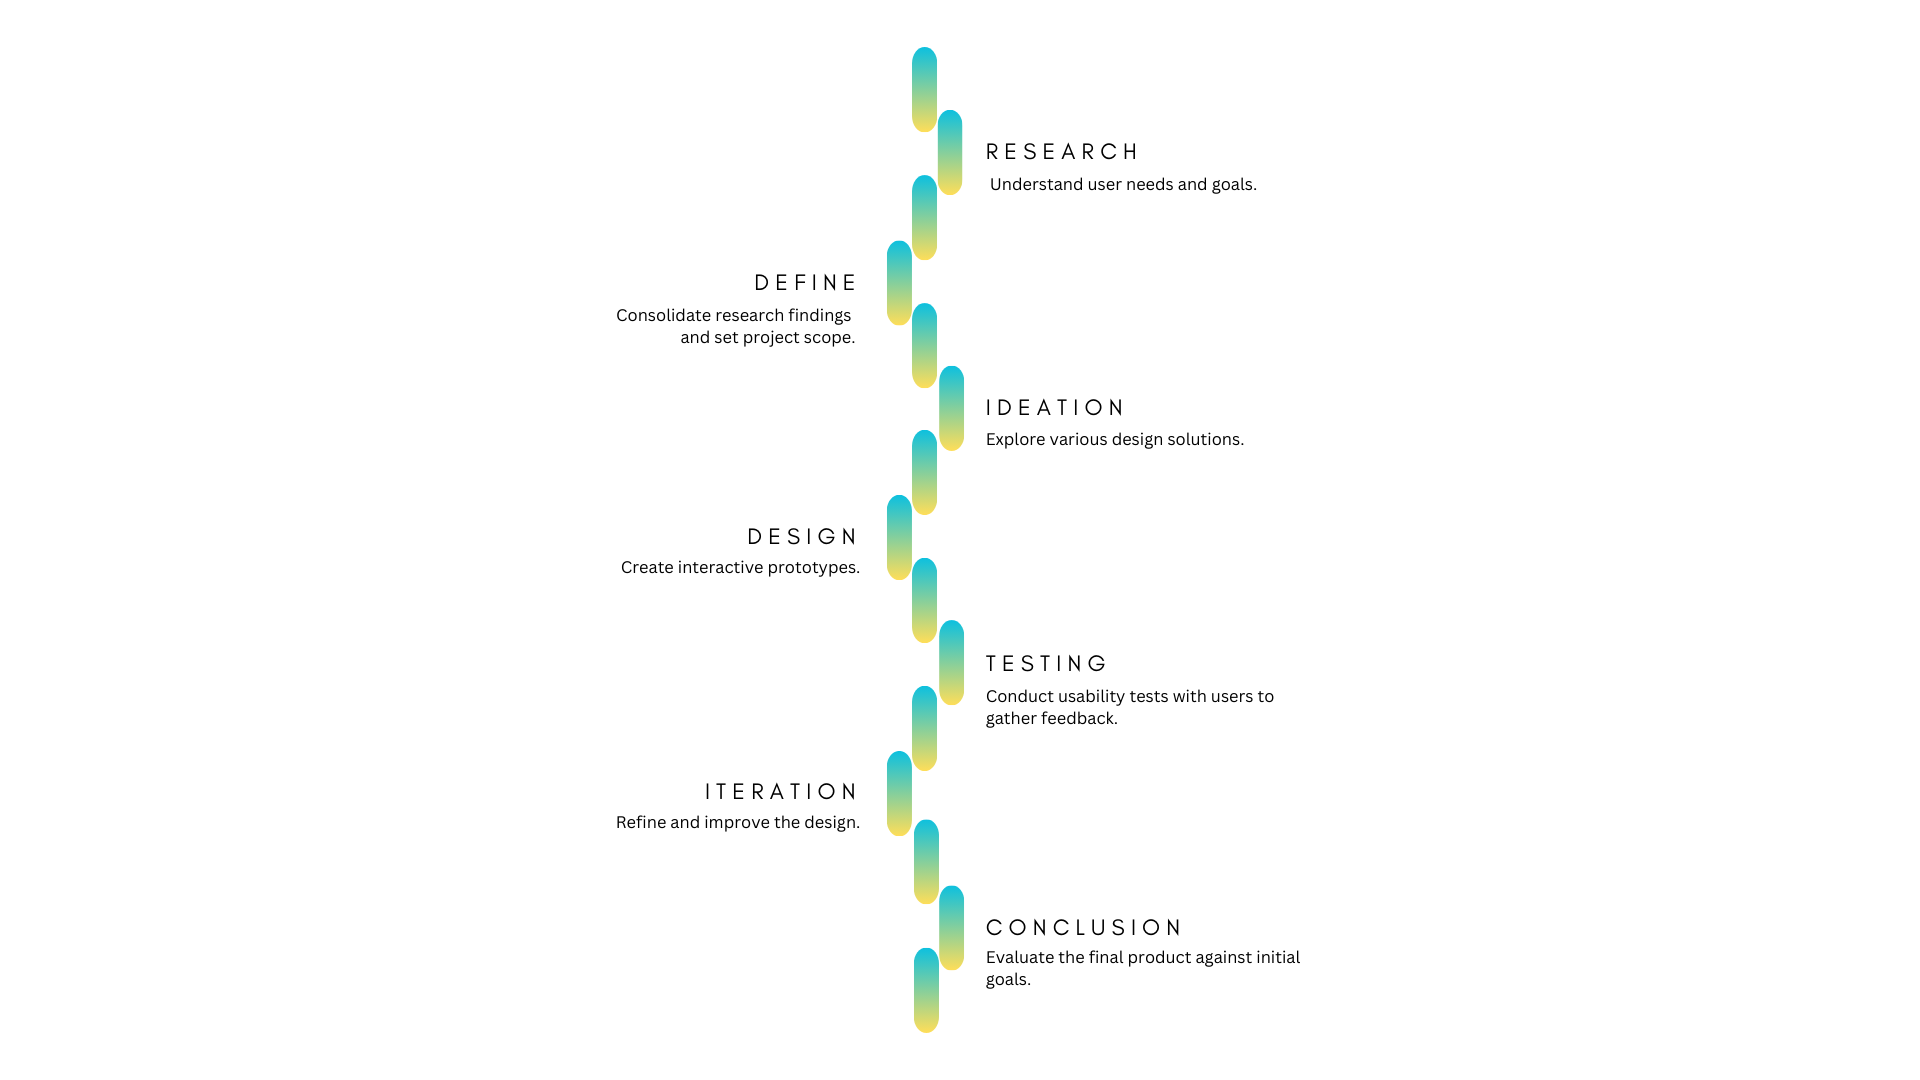 RESEARCH
Understand user needs and goals.
DEFINE
Consolidate research findings
and set project scope.
IDEATION
Explore various design solutions.
DESIGN
Create interactive prototypes.
TESTING
Conduct usability tests with users to
gather feedback.
ITERATION
Refine and improve the design.
CONCLUSION
Evaluate the final product against initial
goals.